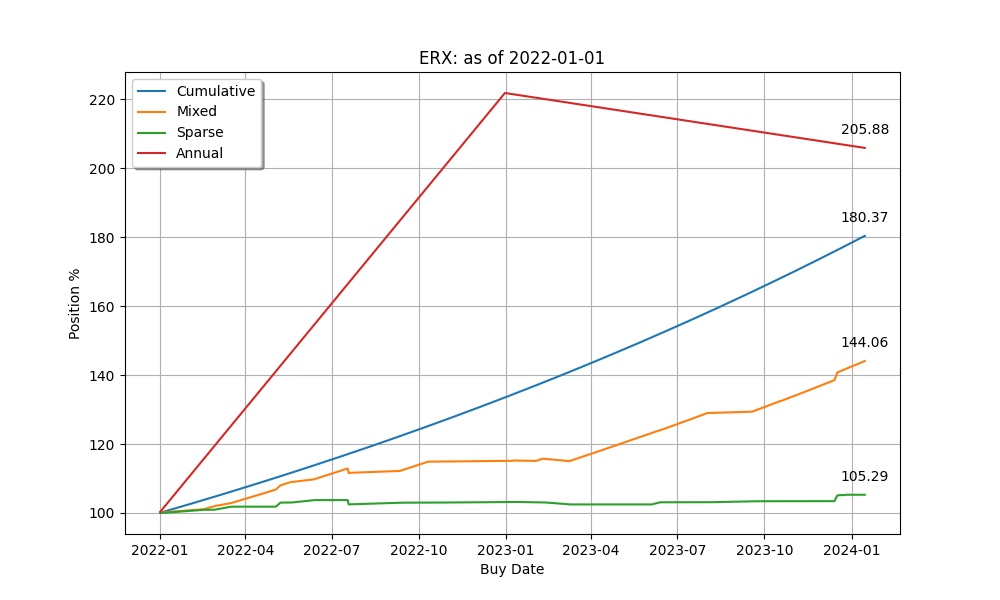 ERX: as of 2022-01-01
Cumulative
Mixed
Sparse
Annual
Position %
220
200
180
160
140
120
100
205.88
180.37
144.06
105.29
2022-01 2022-04 2022-07 2022-10 2023-01 2023-04 2023-07 2023-10 2024-01
Buy Date